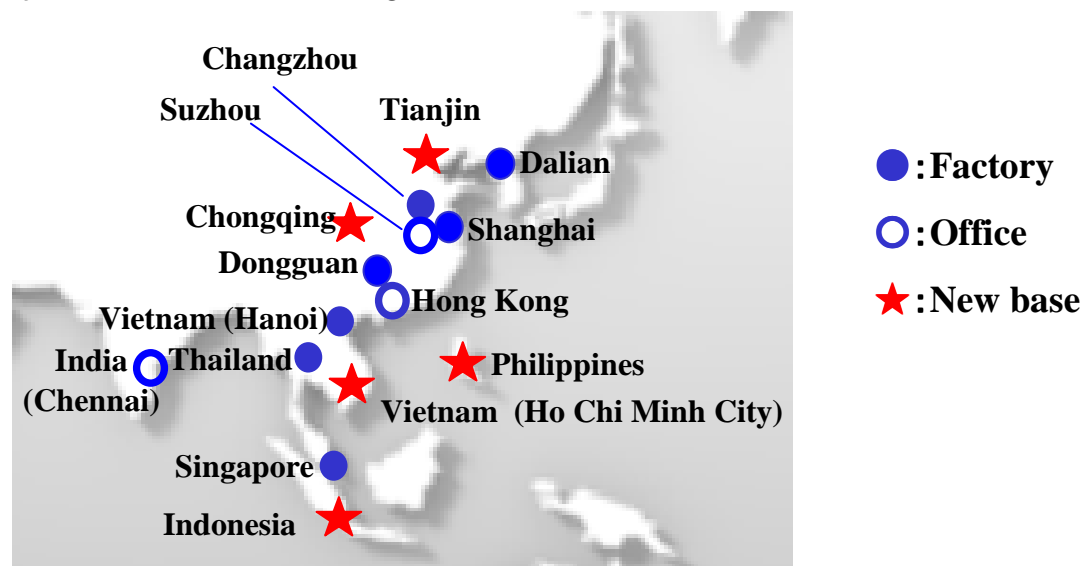 Changzhou
Suzhou
Tianjin
Dalian
Chongqing
Shanghai
Dongguan
Hong Kong
Vietnam (Hanoi)
India
(Chennai)
Thailand
Philippines
Vietnam (Ho Chi Minh City)
Singapore
Indonesia
: Factory
: Office
: New base